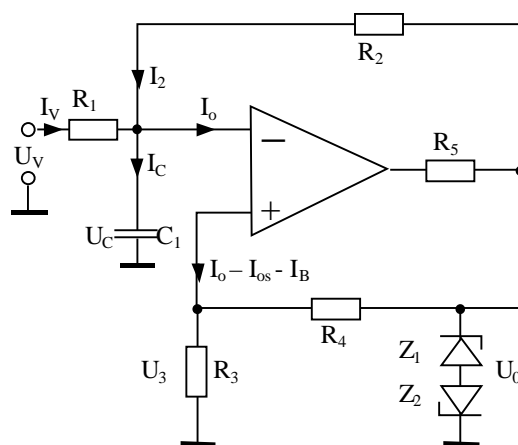 R2
I2
IV R1 Io
R5
UV
IC
UC C1
Io – Ios - IB
R4
Z1
U3 R3 U0
Z2